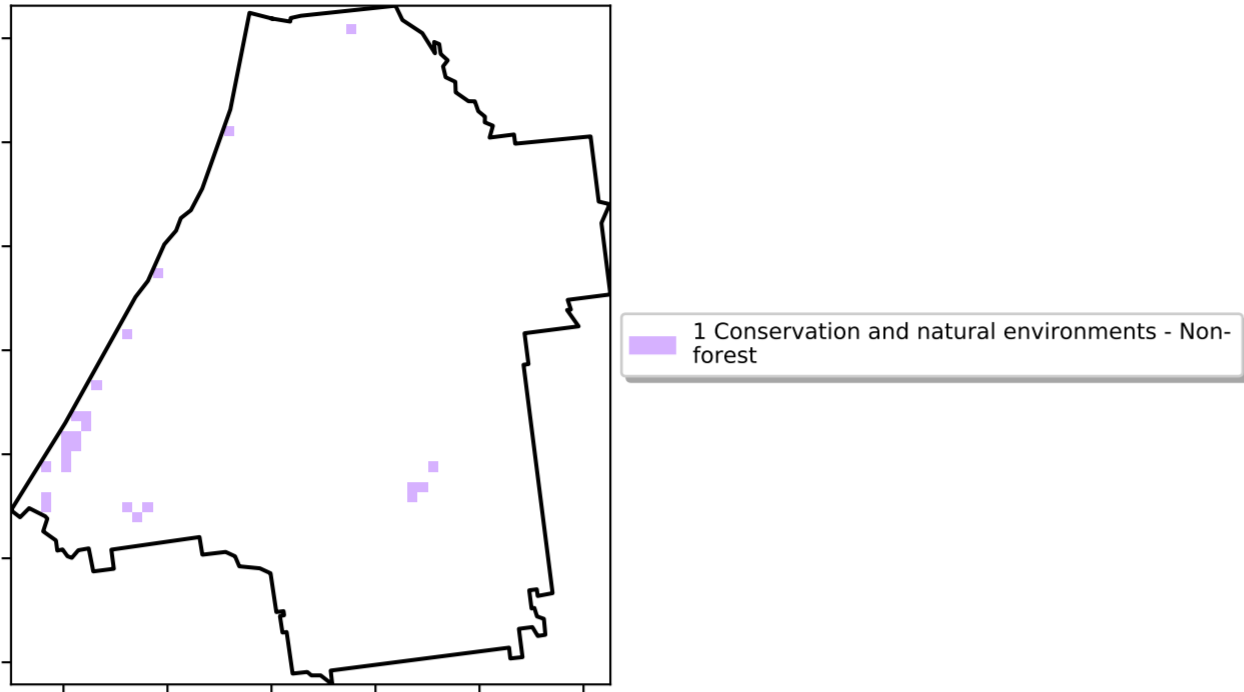 1 Conservation and natural environments - Non-
forest